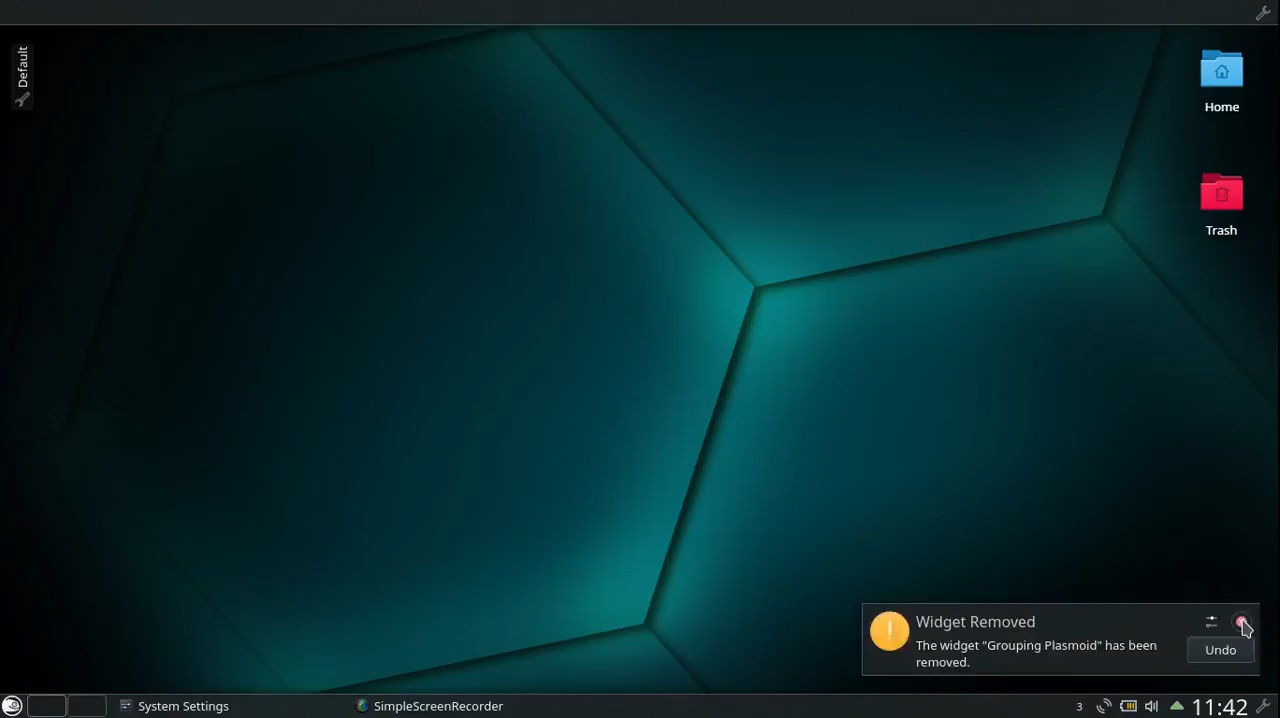 Default
Home
Trash
Widget Removed
The widget "Grouping Plasmoid" has been
removed.
Undo
System Settings
SimpleScreenRecorder
3
11:42